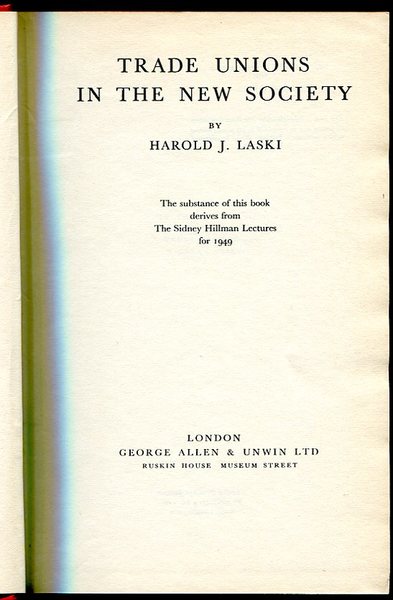 TRADE UNIONS
IN THE NEW SOCIETY
BY
HAROLD J. LASKI
The substance of this book
derives from
The Sidney Hillman Lectures
for 1949
LONDON
GEORGE ALLEN & UNWIN LTD
RUSKIN HOUSE MUSEUM STREET